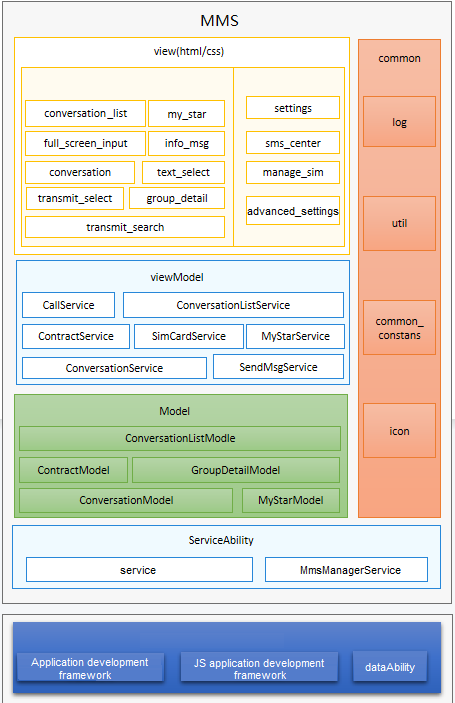 MMS
view(html/css)
conversation_list
my_star
full_screen_input
info_msg
conversation
text_select
transmit_select
group_detail
transmit_search
settings
sms_center
manage_sim
advanced_settings
common
log
util
common_
constans
icon
viewModel
CallService
ConversationListService
ContractService
SimCardService
MyStarService
ConversationService
SendMsgService
Model
ConversationListModle
ContractModel
GroupDetailModel
ConversationModel
MyStarModel
ServiceAbility
service
MmsManagerService
Application development
framework
JS application development
framework
dataAbility